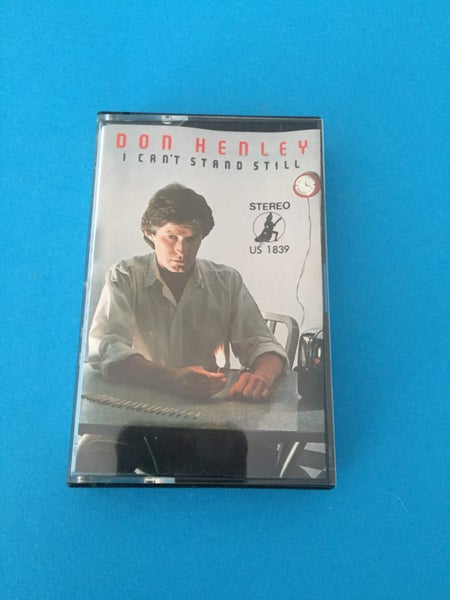 DON HENLEY
I CAN'T STAND STILL
STEREO
US 1839